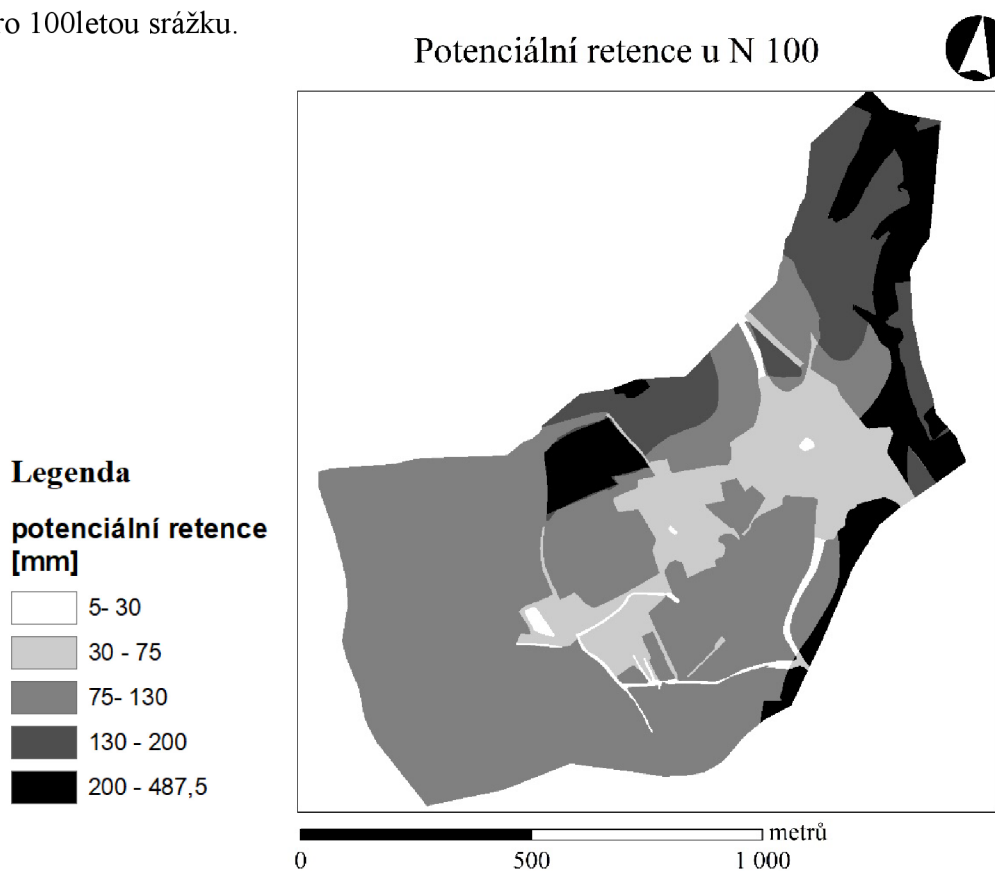 ro 100letou srážku.
Potenciální retence u N 100
Legenda
potenciální retence
[mm]
5- 30
30 - 75
75- 130
130 - 200
200 - 487,5
metrů
0 500 1 000